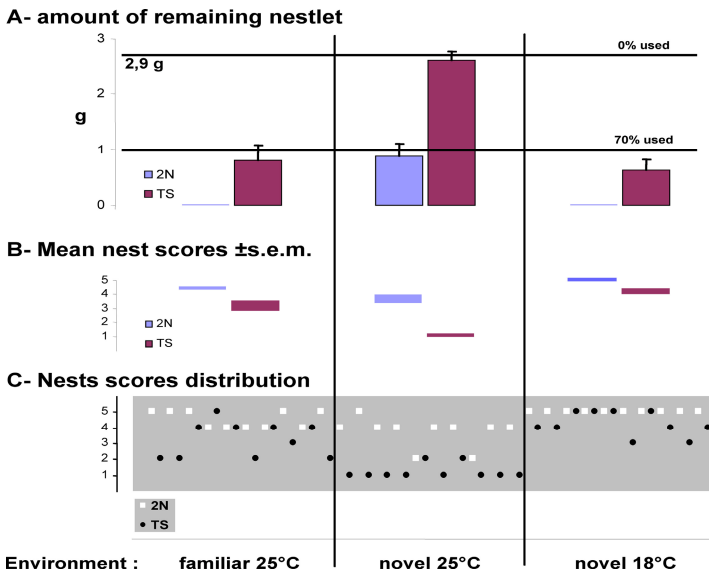 A- amount of remaining nestlet
3
0% used
2,9 g
2
g
70% used
1
2N
TS
0
B- Mean nest scores ±s.e.m.
5
4
3
2
1
2N
TS
C- Nests scores distribution
5
4
3
2
1
2N
TS
Environment : familiar 25°C novel 25°C novel 18°C